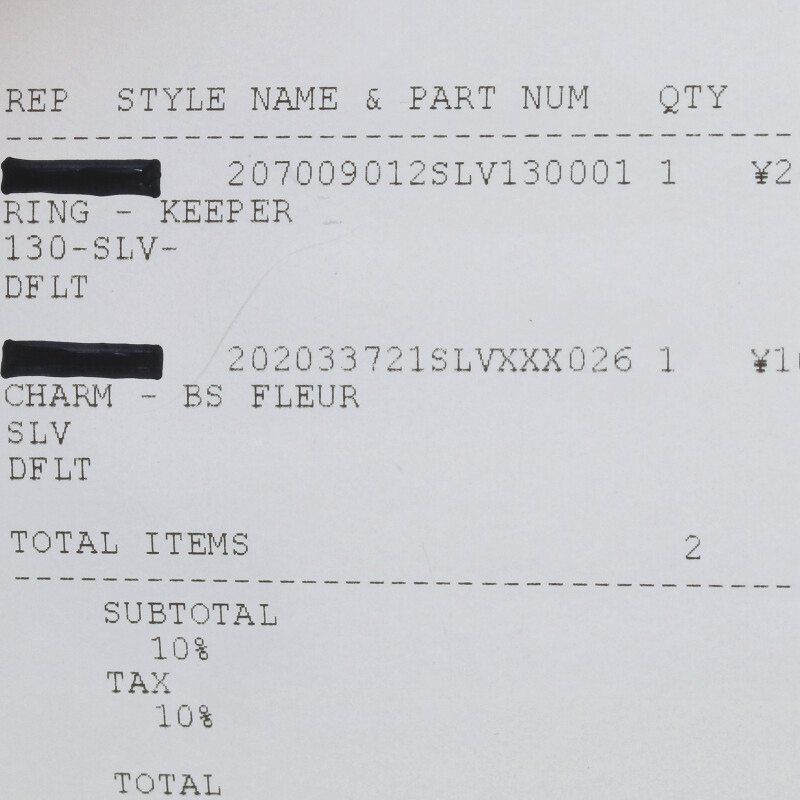 REP STYLE NAME & PART NUM QTY
207009012SLV130001 1 ¥2
RING - KEEPER
130-SLV-
DFLT
202033721SLVXXX026 1 ¥1
CHARM - BS FLEUR
SLV
DFLT
TOTAL ITEMS 2
SUBTOTAL
10%
TAX
10%
TOTAL